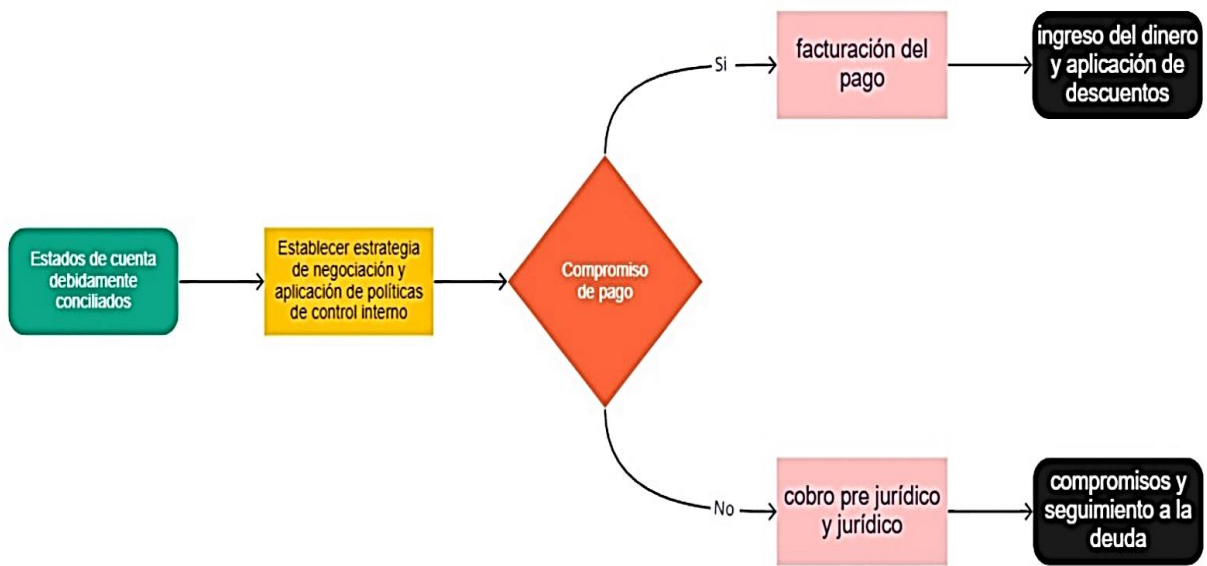 Estados de cuenta
debidamente
conciliados
Establecer estrategia
de negociación y
aplicación de políticas
de control interno
Compromiso
de pago
Si
facturación del
pago
ingreso del dinero
y aplicación de
descuentos
No
cobro pre jurídico
y jurídico
compromisos y
seguimiento a la
deuda